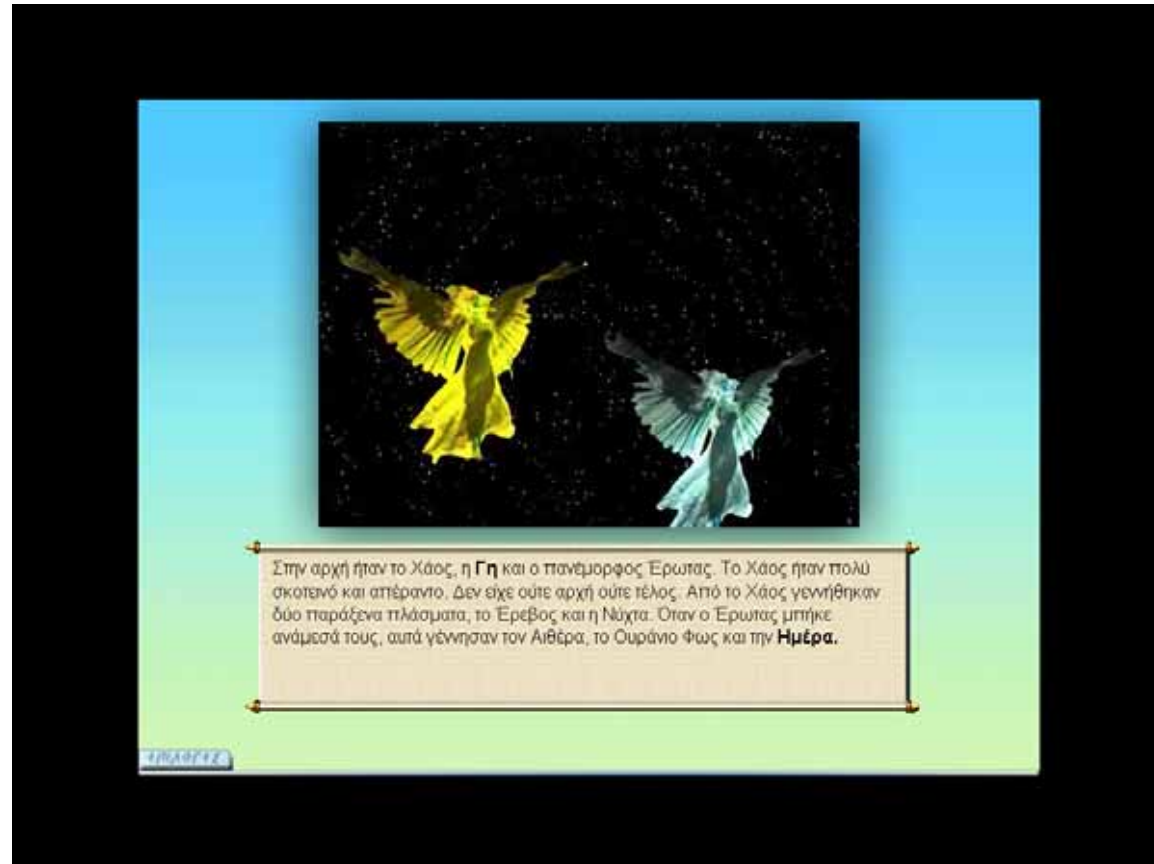 Στην αρχή ήταν το Χάος, η Γη και ο πανέμορφος Έρωτας. Το Χάος ήταν πολύ
σκοτεινό και απέραντο. Δεν είχε ούτε αρχή ούτε τέλος. Από το Χάος γεννήθηκαν
δύο παράξενα πλάσματα, το Έρεβος και η Νύχτα. Όταν ο Έρωτας μπήκε
ανάμεσά τους, αυτά γέννησαν τον Αιθέρα, το Ουράνιο Φως και την Ημέρα.